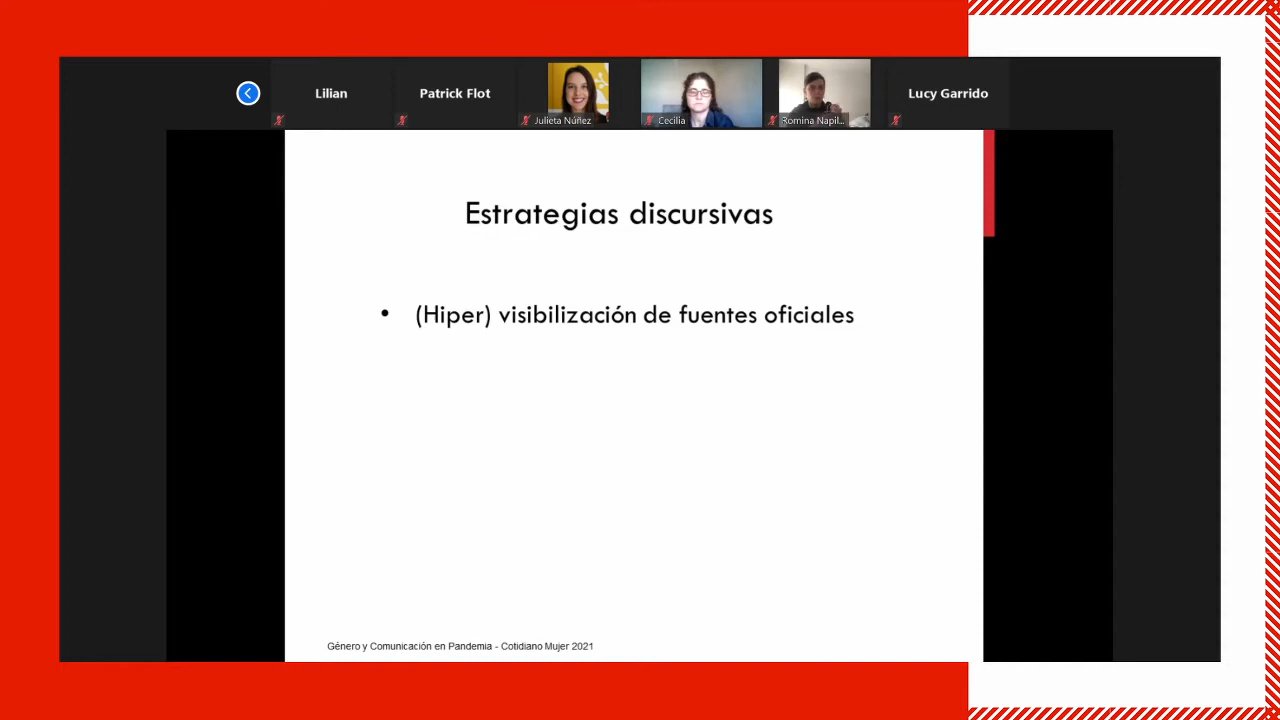 Lilian
Patrick Flot
Julieta Núñez
Cecilia
Romina Napil...
Lucy Garrido
Estrategias discursivas
• (Hiper) visibilización de fuentes oficiales
Género y Comunicación en Pandemia - Cotidiano Mujer 2021